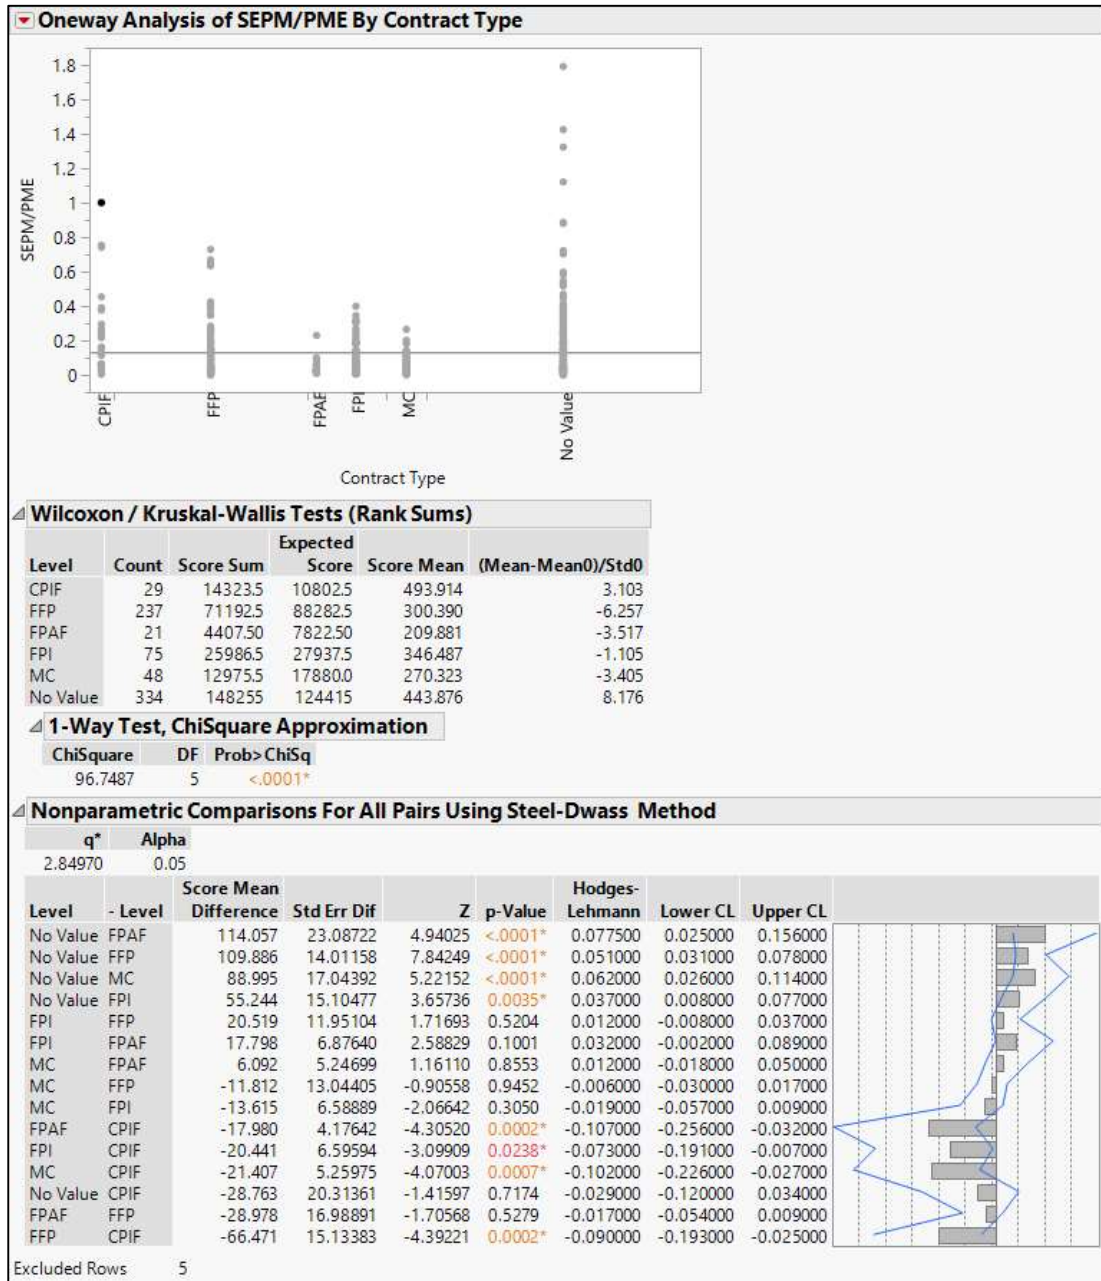 Oneway Analysis of SEPM/PME By Contract Type
1.8
1.6
1.4
1.2
1
0.8
0.6
0.4
0.2
0
SEPM/PME
CPIF
FFP
FPAF
FPI
MC
No Value
Contract Type
Wilcoxon / Kruskal-Wallis Tests (Rank Sums)
Expected
Level Count Score Sum Score Score Mean (Mean-Mean0)/Std0
CPIF 29 14323.5 10802.5 493.914 3.103
FFP 237 71192.5 88282.5 300.390 -6.257
FPAF 21 4407.50 7822.50 209.881 -3.517
FPI 75 25986.5 27937.5 346.487 -1.105
MC 48 12975.5 17880.0 270.323 -3.405
No Value 334 148255 124415 443.876 8.176
1-Way Test, ChiSquare Approximation
ChiSquare DF Prob>ChiSq
96.7487 5 <.0001*
Nonparametric Comparisons For All Pairs Using Steel-Dwass Method
q* Alpha
2.84970 0.05
Score Mean Hodges-
Level - Level Difference Std Err Dif Z p-Value Lehmann Lower CL Upper CL
No Value FPAF 114.057 23.08722 4.94025 <.0001* 0.077500 0.025000 0.156000
No Value FFP 109.886 14.01158 7.84249 <.0001* 0.051000 0.031000 0.078000
No Value MC 88.995 17.04392 5.22152 <.0001* 0.062000 0.026000 0.114000
No Value FPI 55.244 15.10477 3.65736 0.0035* 0.037000 0.008000 0.077000
FPI FFP 20.519 11.95104 1.71693 0.5204 0.012000 -0.008000 0.037000
FPI FPAF 17.798 6.87640 2.58829 0.1001 0.032000 -0.002000 0.089000
MC FPAF 6.092 5.24699 1.16110 0.8553 0.012000 -0.018000 0.050000
MC FFP -11.812 13.04405 -0.90558 0.9452 -0.006000 -0.030000 0.017000
MC FPI -13.615 6.58889 -2.06642 0.3050 -0.019000 -0.057000 0.009000
FPAF CPIF -17.980 4.17642 -4.30520 0.0002* -0.107000 -0.256000 -0.032000
FPI CPIF -20.441 6.59594 -3.09909 0.0238* -0.073000 -0.191000 -0.007000
MC CPIF -21.407 5.25975 -4.07003 0.0007* -0.102000 -0.226000 -0.027000
No Value CPIF -28.763 20.31361 -1.41597 0.7174 -0.029000 -0.120000 0.034000
FPAF FFP -28.978 16.98891 -1.70568 0.5279 -0.017000 -0.054000 0.009000
FFP CPIF -66.471 15.13383 -4.39221 0.0002* -0.090000 -0.193000 -0.025000
Excluded Rows 5